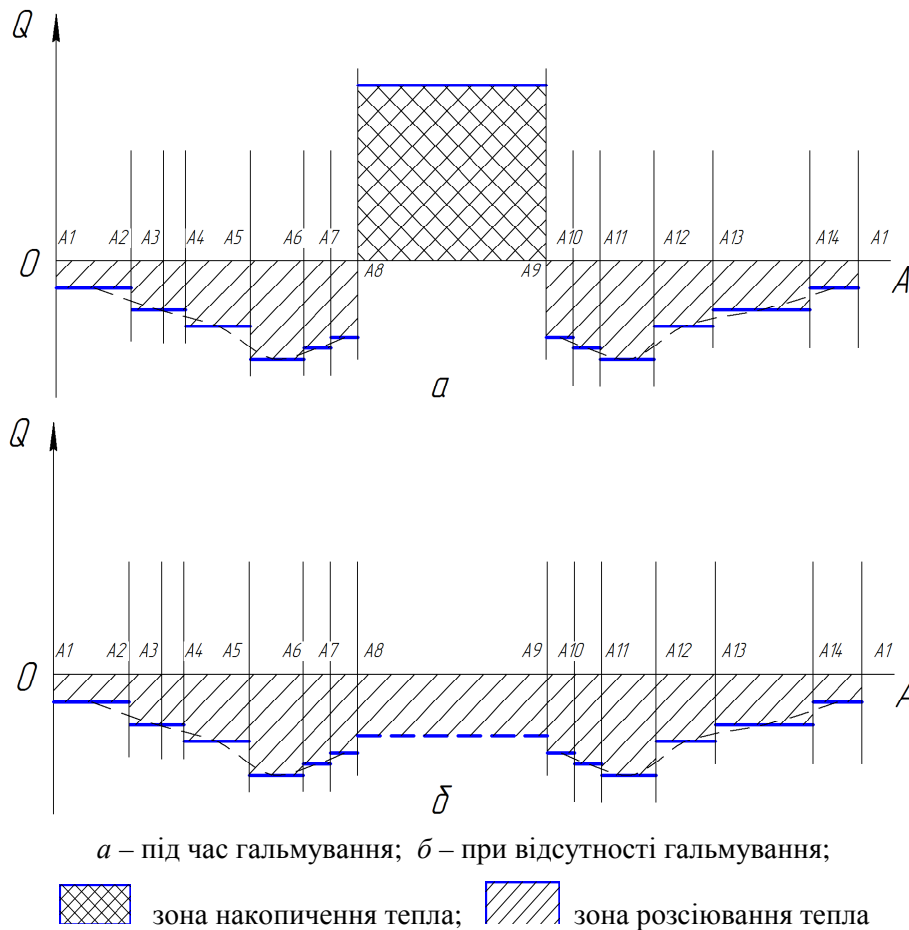 Q
A1 A2 A3 A4 A5 A6 A7 A10 A11 A12 A13 A14 A1
O A8 A9 A
а
Q
A1 A2 A3 A4 A5 A6 A7 A8 A9 A10 A11 A12 A13 A14 A1
O A
б
а – під час гальмування; б – при відсутності гальмування;
зона накопичення тепла; зона розсіювання тепла